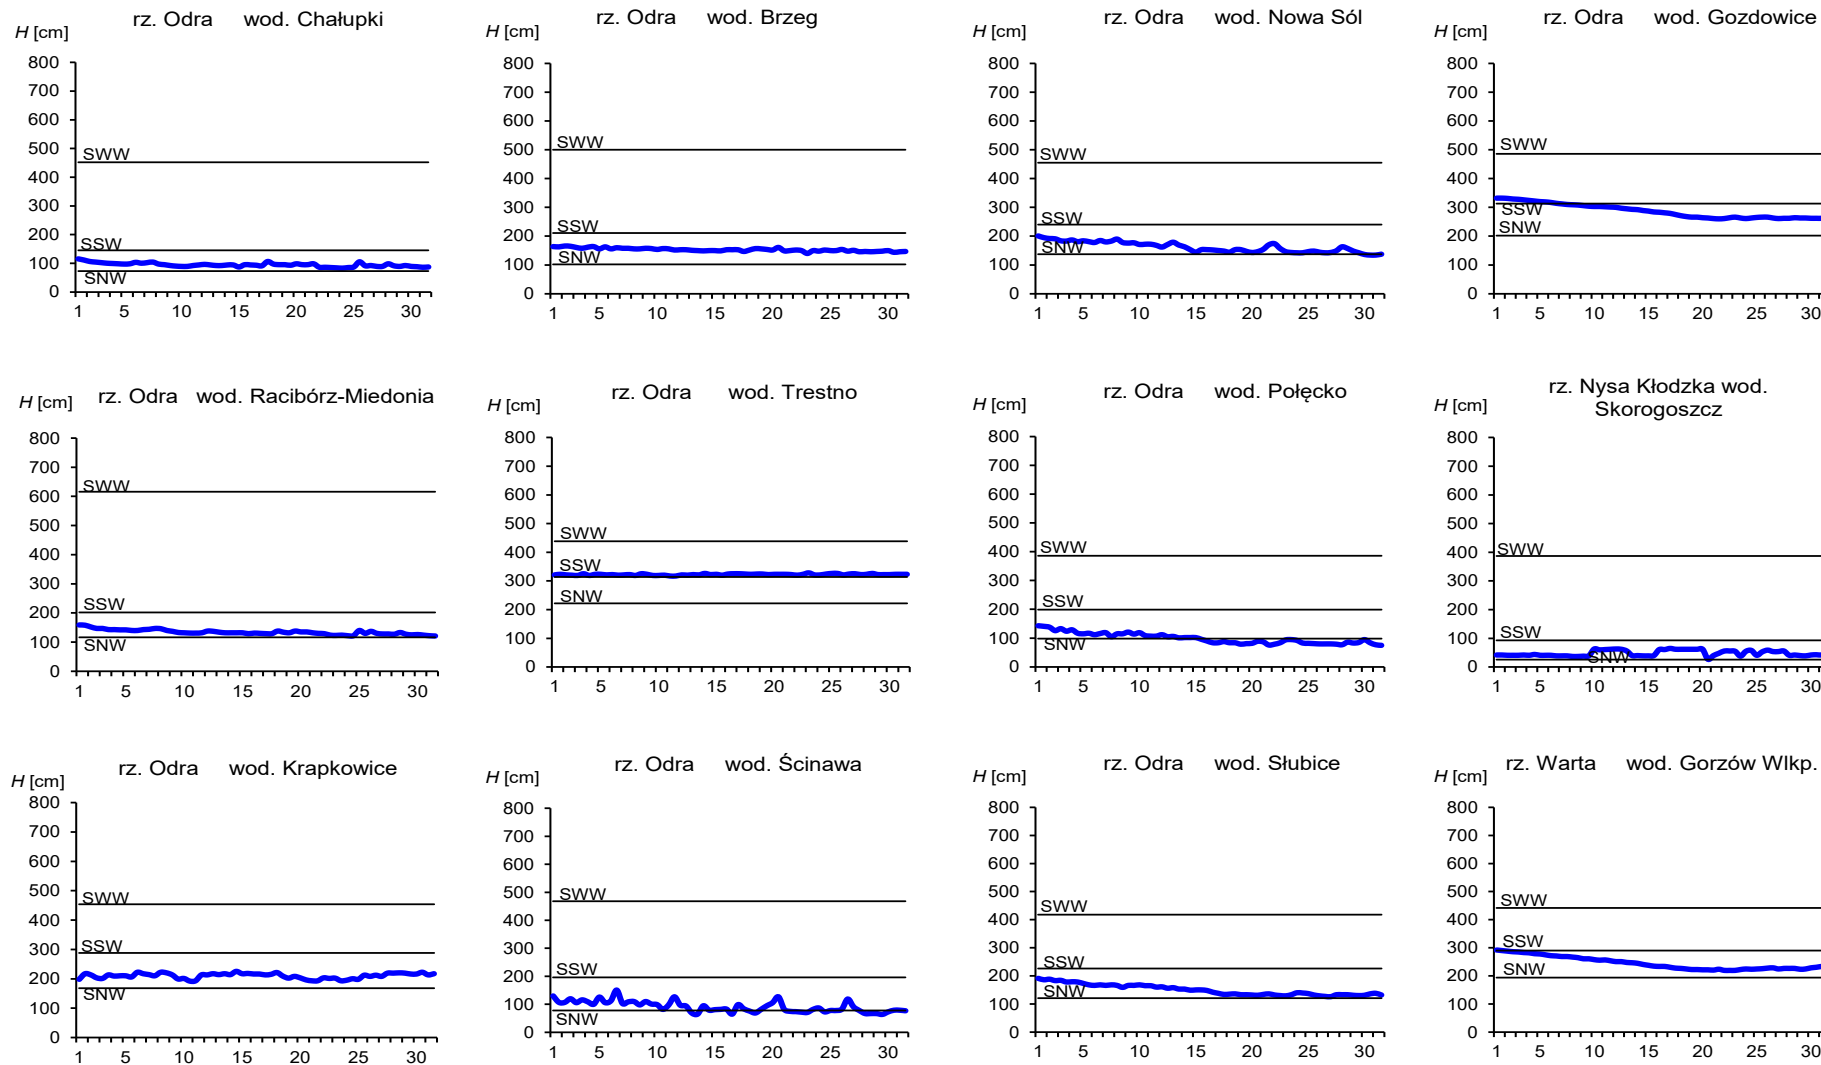 rz. Odra wod. Chałupki
H [cm]
800
700
600
500
400
300
200
100
0
SWW
SSW
SNW
1 5 10 15 20 25 30
rz. Odra wod. Brzeg
H [cm]
800
700
600
500
400
300
200
100
0
SWW
SSW
SNW
1 5 10 15 20 25 30
rz. Odra wod. Nowa Sól
H [cm]
800
700
600
500
400
300
200
100
0
SWW
SSW
SNW
1 5 10 15 20 25 30
rz. Odra wod. Gozdowice
H [cm]
800
700
600
500
400
300
200
100
0
SWW
SSW
SNW
1 5 10 15 20 25 30
rz. Odra wod. Racibórz-Miedonia
H [cm]
800
700
600
500
400
300
200
100
0
SWW
SSW
SNW
1 5 10 15 20 25 30
rz. Odra wod. Trestno
H [cm]
800
700
600
500
400
300
200
100
0
SWW
SSW
SNW
1 5 10 15 20 25 30
rz. Odra wod. Połęcko
H [cm]
800
700
600
500
400
300
200
100
0
SWW
SSW
SNW
1 5 10 15 20 25 30
rz. Nysa Kłodzka wod.
Skorogoszcz
H [cm]
800
700
600
500
400
300
200
100
0
SWW
SSW
SNW
1 5 10 15 20 25 30
rz. Odra wod. Krapkowice
H [cm]
800
700
600
500
400
300
200
100
0
SWW
SSW
SNW
1 5 10 15 20 25 30
rz. Odra wod. Ścinawa
H [cm]
800
700
600
500
400
300
200
100
0
SWW
SSW
SNW
1 5 10 15 20 25 30
rz. Odra wod. Słubice
H [cm]
800
700
600
500
400
300
200
100
0
SWW
SSW
SNW
1 5 10 15 20 25 30
rz. Warta wod. Gorzów Wlkp.
H [cm]
800
700
600
500
400
300
200
100
0
SWW
SSW
SNW
1 5 10 15 20 25 30